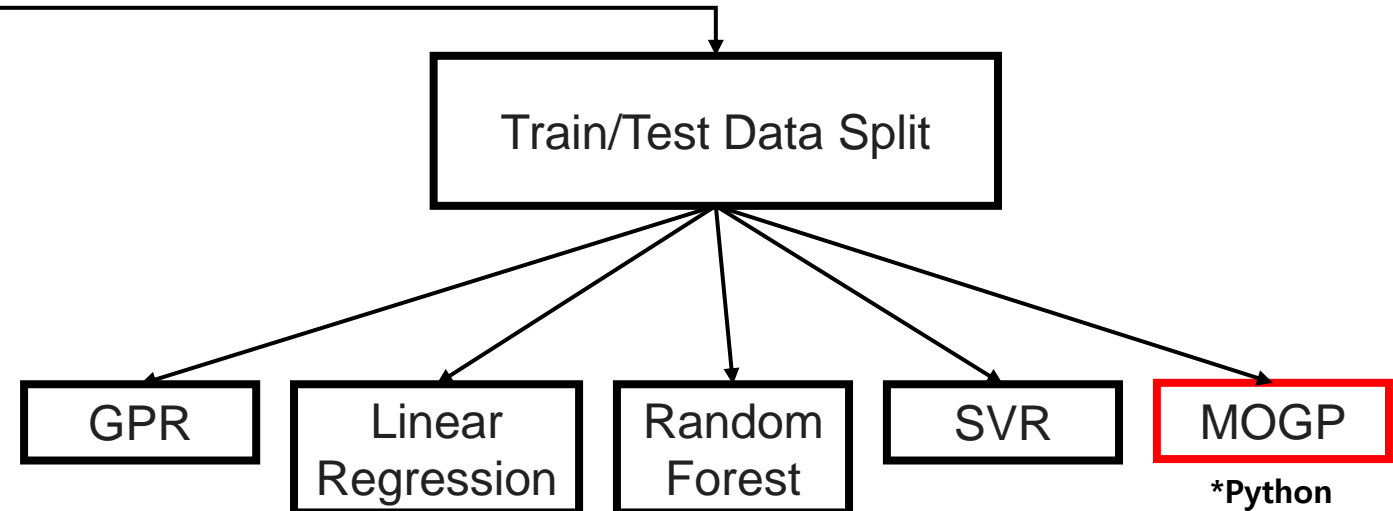 Train/Test Data Split
GPR
Linear
Regression
Random
Forest
SVR
MOGP
*Python